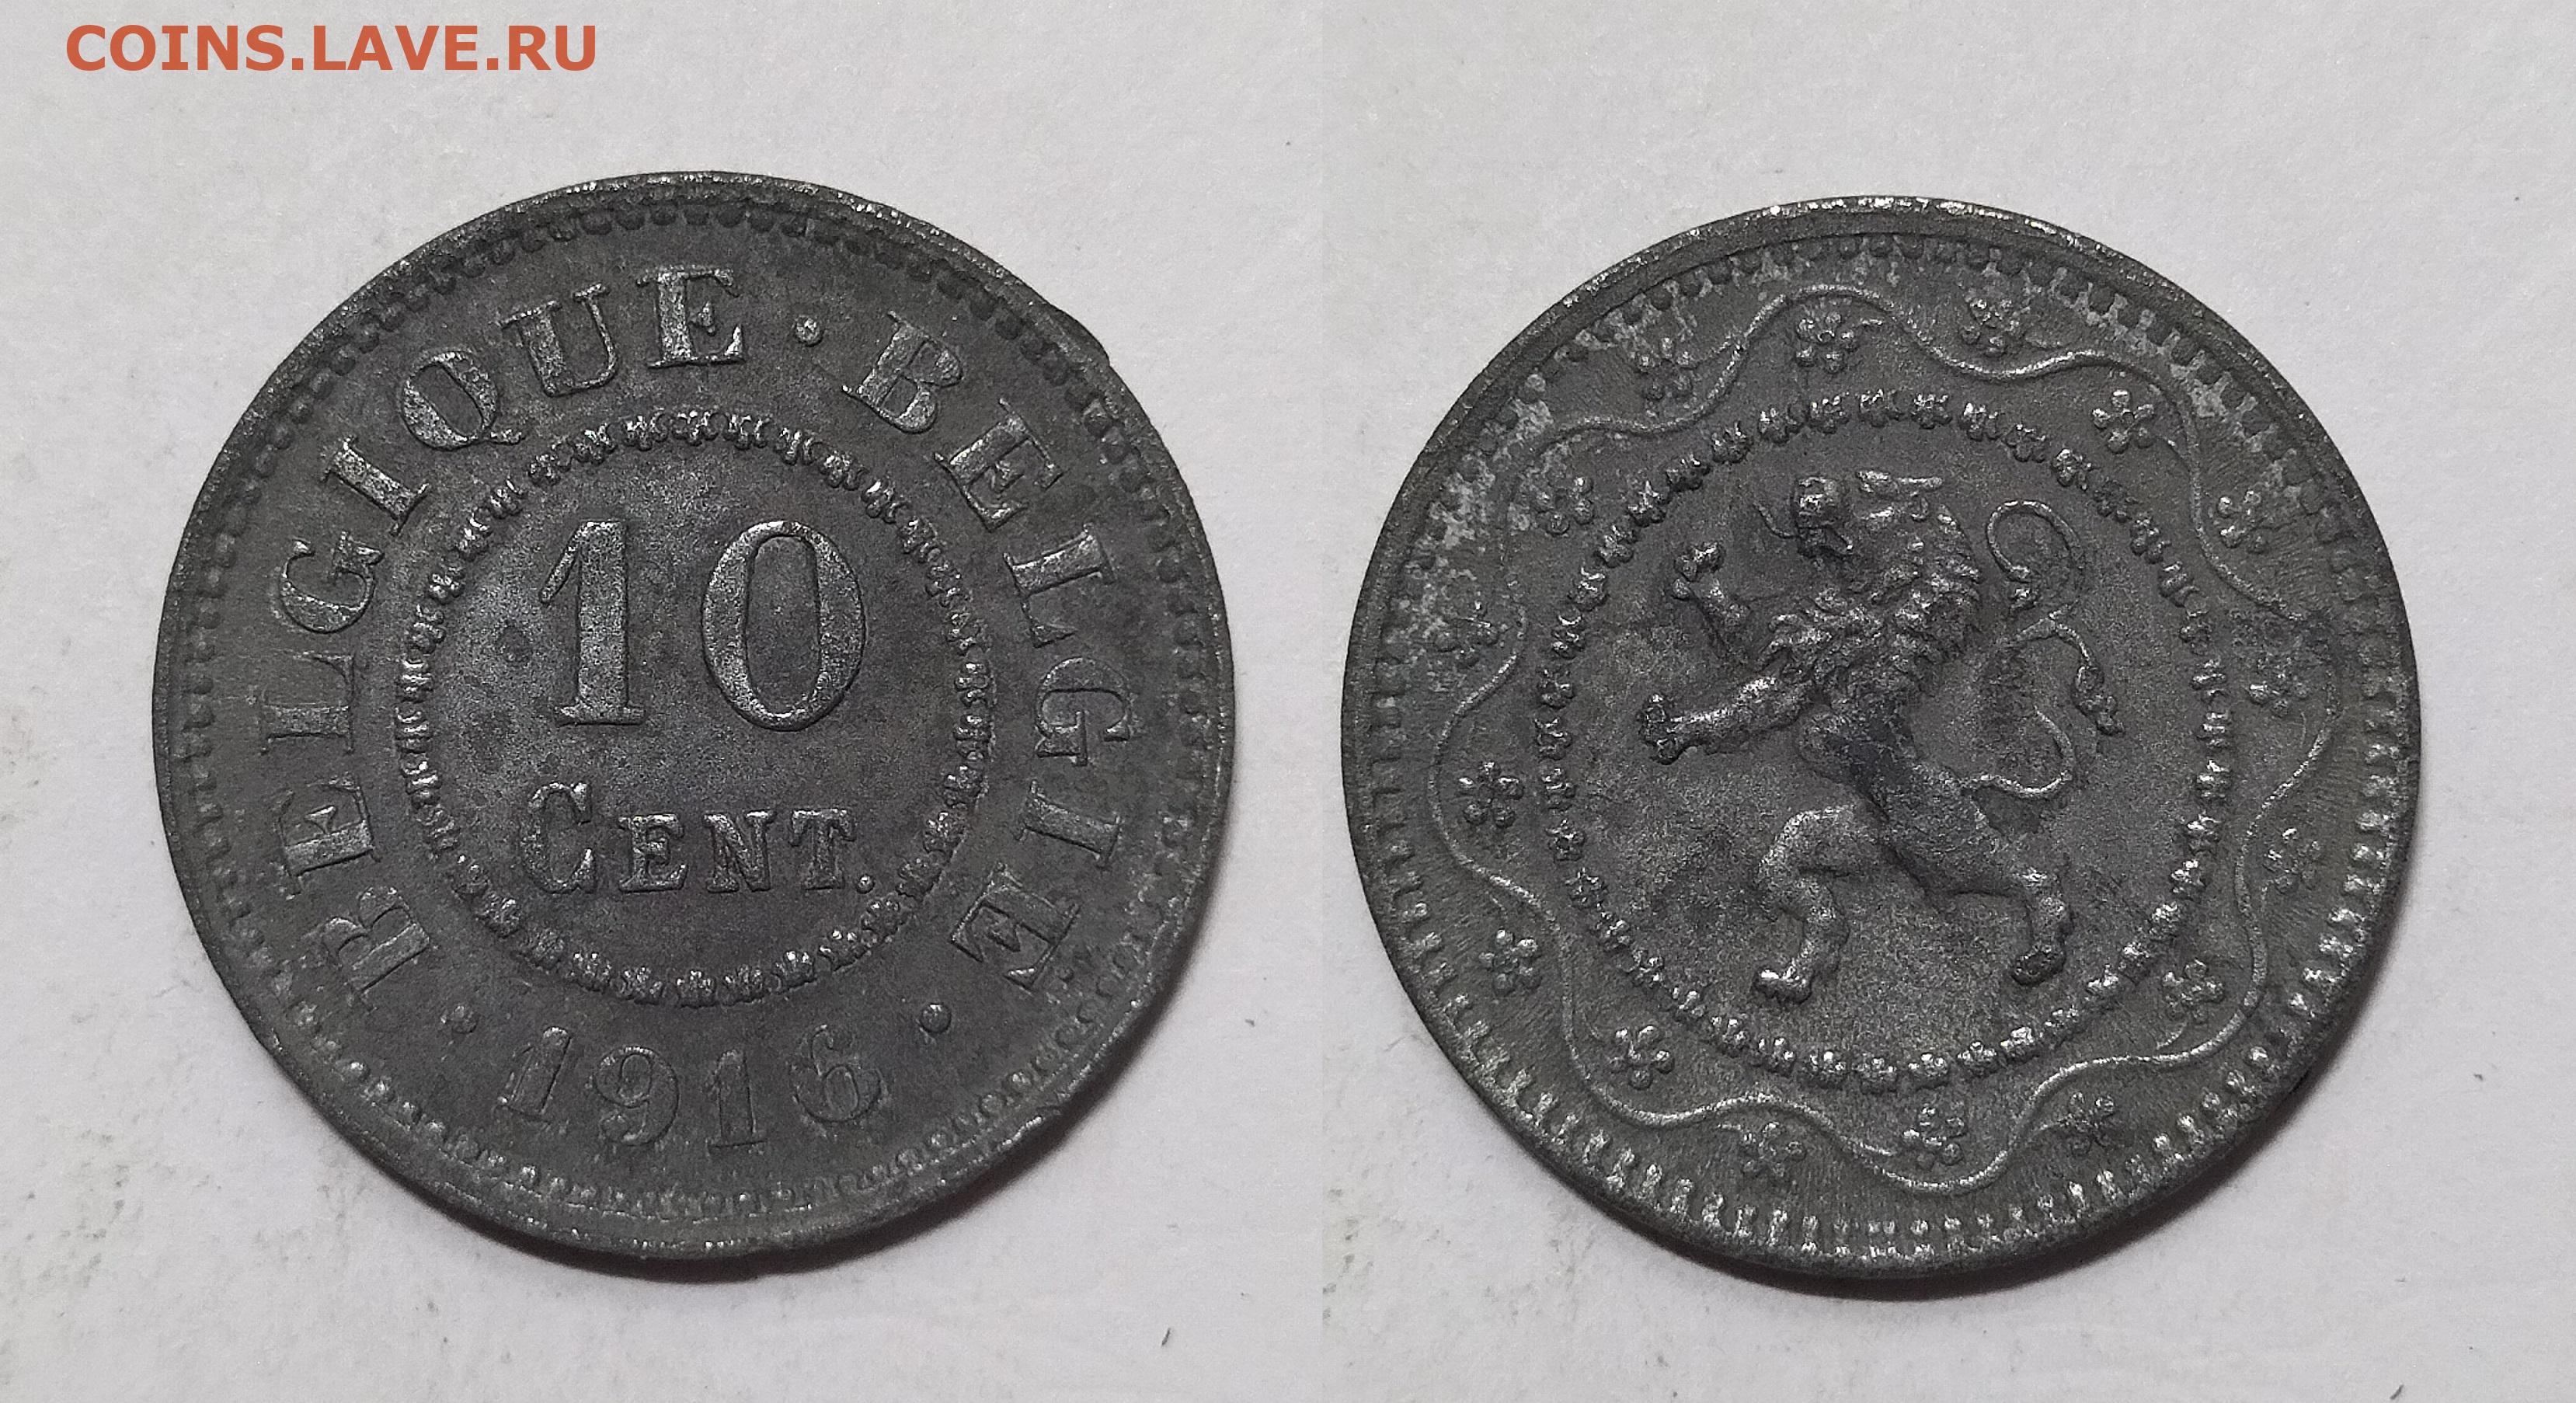 COINS.LAVE.RU
BELGIQUE · BELGIE
10
CENT.
· 1916 ·